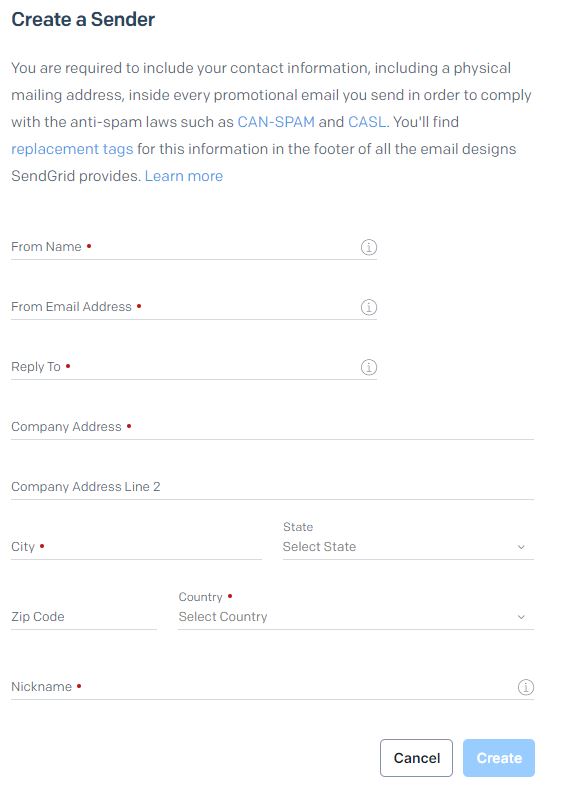 Create a Sender
You are required to include your contact information, including a physical
mailing address, inside every promotional email you send in order to comply
with the anti-spam laws such as CAN-SPAM and CASL. You'll find
replacement tags for this information in the footer of all the email designs
SendGrid provides. Learn more
From Name •
From Email Address •
Reply To •
Company Address •
Company Address Line 2
State
City •
Select State
Country •
Zip Code
Select Country
Nickname •
Cancel
Create